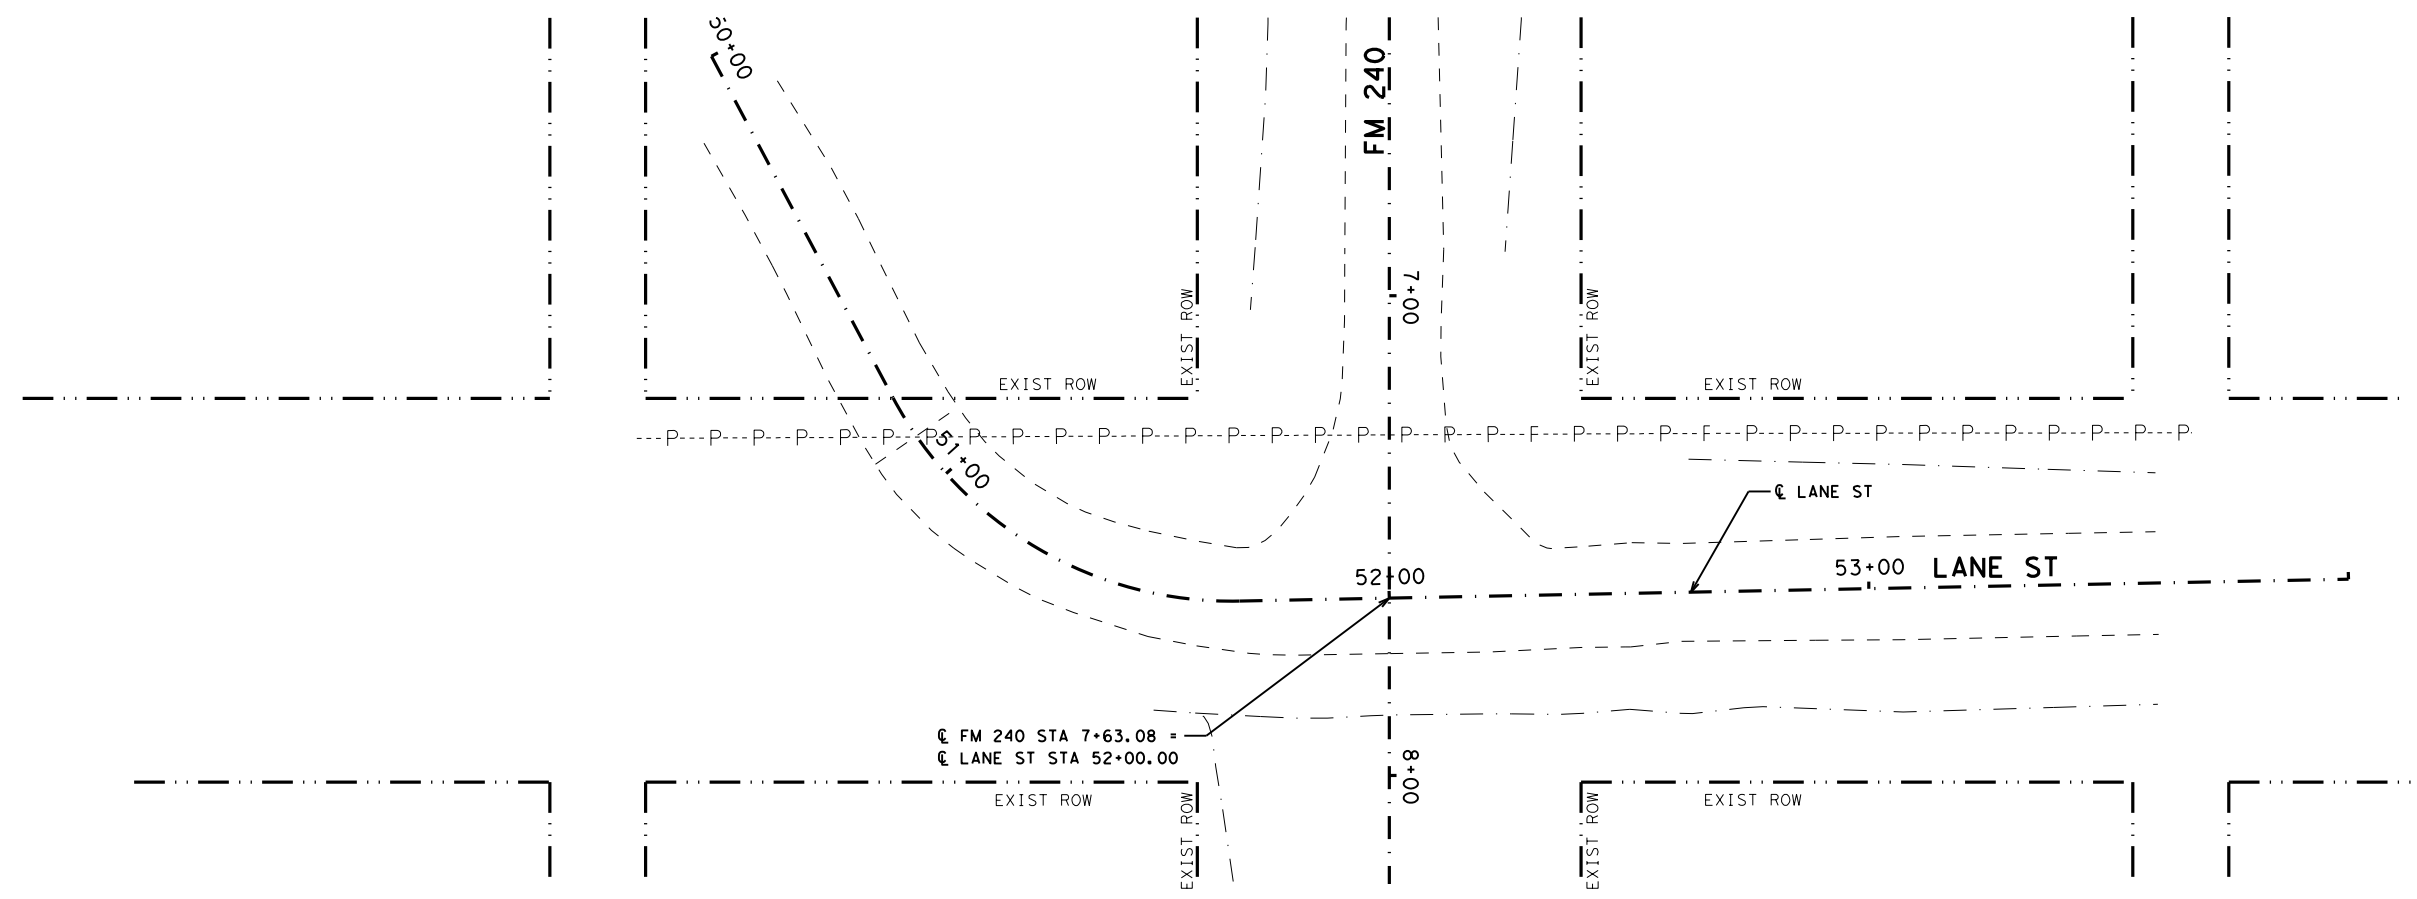 50+00
FM 240
7+00
EXIST ROW
EXIST ROW
EXIST ROW
EXIST ROW
P P P P P P P P P P P P P P P P P P P P F P P P F P P P P P P P P P P P
51+00
℄ LANE ST
52+00
53+00 LANE ST
℄ FM 240 STA 7+63.08 =
℄ LANE ST STA 52+00.00
8+00
EXIST ROW
EXIST ROW
EXIST ROW
EXIST ROW